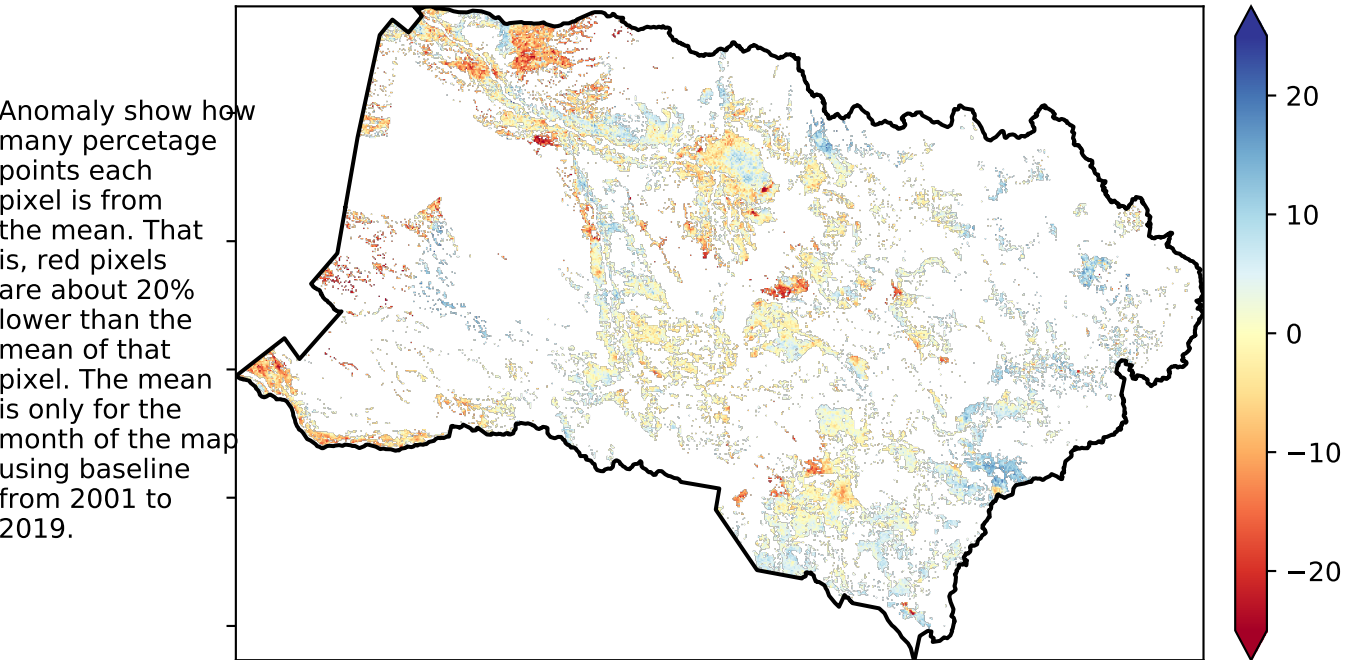 Anomaly show how
many percetage
points each
pixel is from
the mean. That
is, red pixels
are about 20%
lower than the
mean of that
pixel. The mean
is only for the
month of the map
using baseline
from 2001 to
2019.
20
10
0
−10
−20